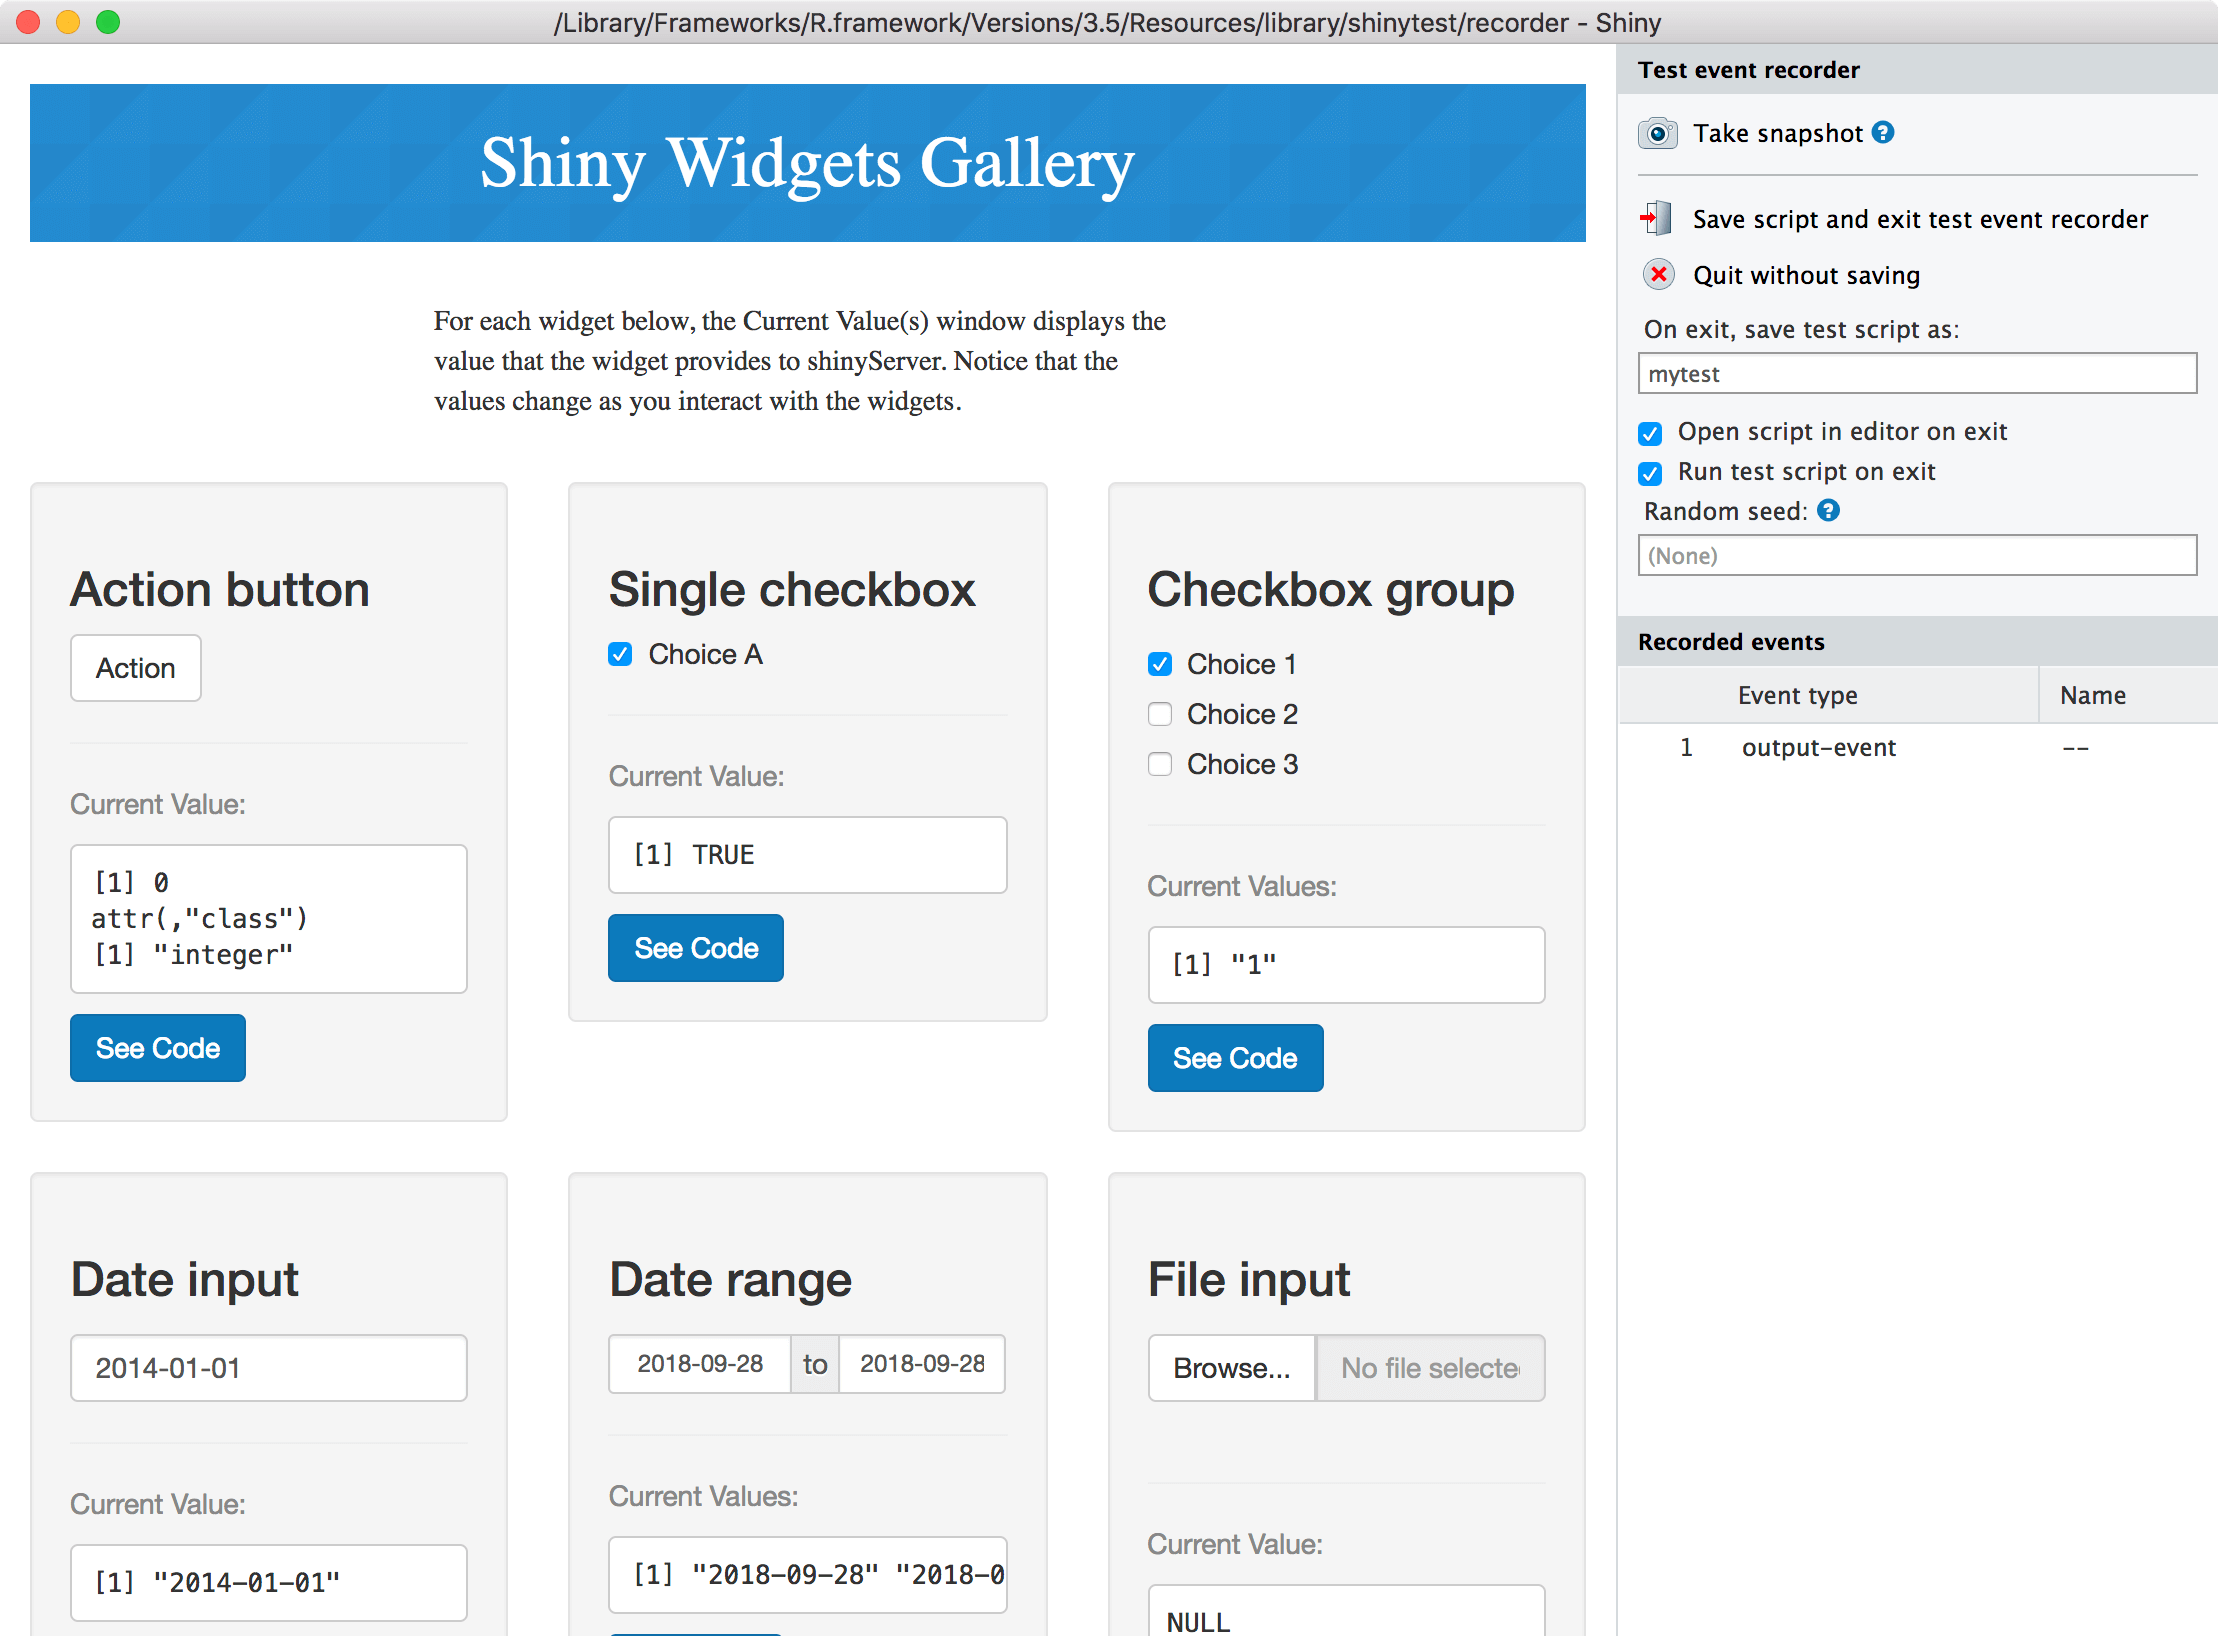 /Library/Frameworks/R.framework/Versions/3.5/Resources/library/shinytest/recorder - Shiny
Shiny Widgets Gallery
For each widget below, the Current Value(s) window displays the
value that the widget provides to shinyServer. Notice that the
values change as you interact with the widgets.
Action button
Action
Current Value:
[1] 0
attr(,"class")
[1] "integer"
See Code
Single checkbox
Choice A
Current Value:
[1] TRUE
See Code
Checkbox group
Choice 1
Choice 2
Choice 3
Current Values:
[1] "1"
See Code
Date input
2014-01-01
Current Value:
[1] "2014-01-01"
Date range
2018-09-28 to 2018-09-28
Current Values:
[1] "2018-09-28" "2018-0
File input
Browse... No file selecte
Current Value:
NULL
Test event recorder
Take snapshot ?
Save script and exit test event recorder
Quit without saving
On exit, save test script as:
mytest
Open script in editor on exit
Run test script on exit
Random seed: ?
(None)
Recorded events
Event type Name
1 output-event --